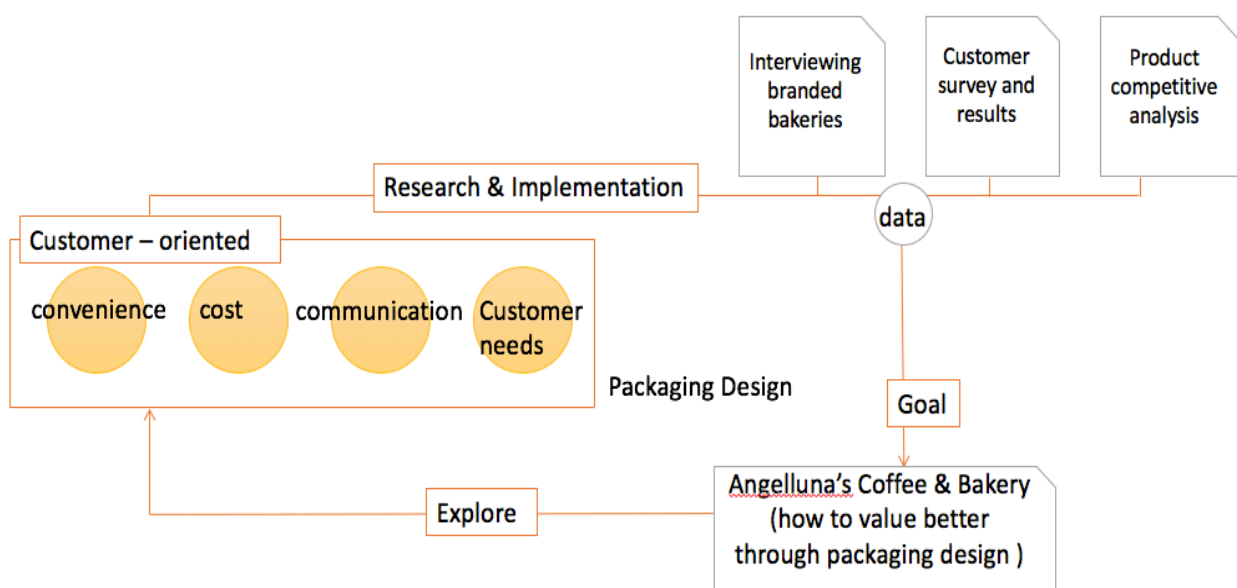 Interviewing
branded
bakeries
Customer
survey and
results
Product
competitive
analysis
Research & Implementation
data
Customer – oriented
convenience
cost
communication
Customer
needs
Packaging Design
Goal
Angelluna's Coffee & Bakery
(how to value better
through packaging design )
Explore